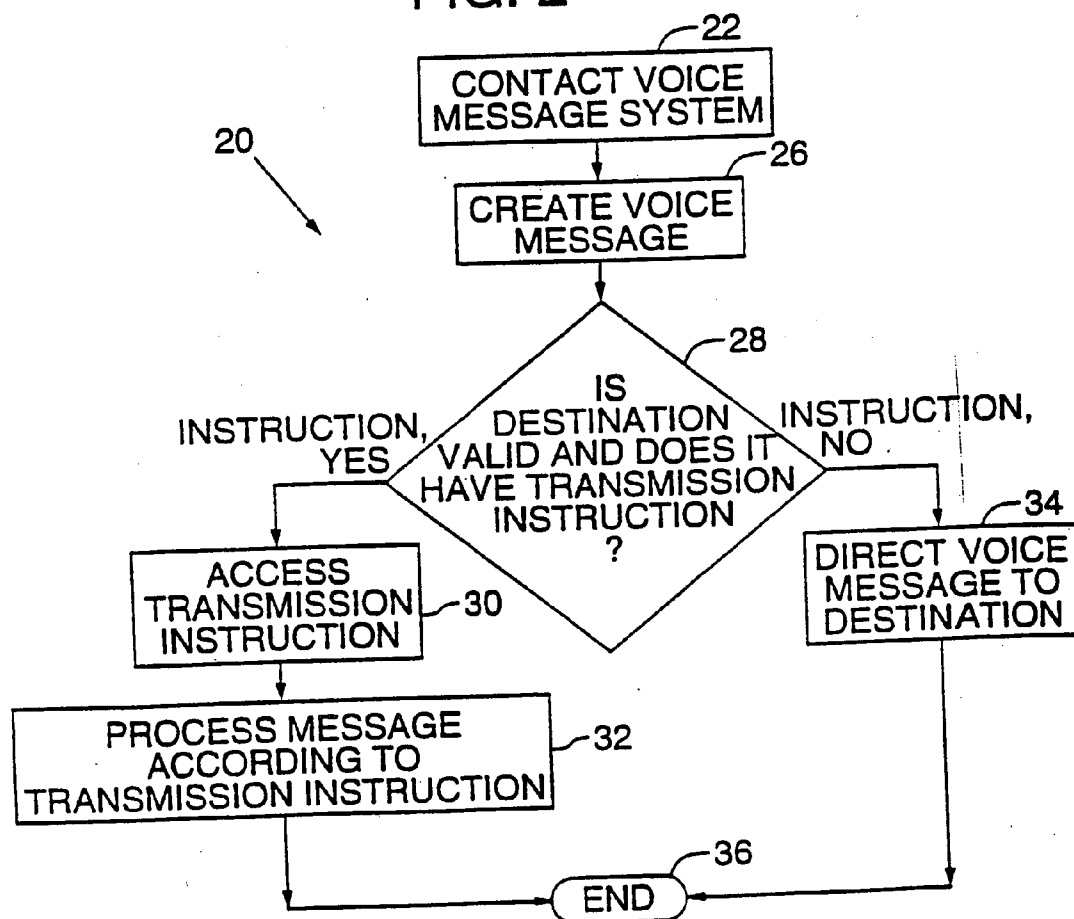 22
CONTACT VOICE
MESSAGE SYSTEM
20
26
CREATE VOICE
MESSAGE
28
IS
DESTINATION
VALID AND DOES IT
HAVE TRANSMISSION
INSTRUCTION
?
INSTRUCTION,
YES
INSTRUCTION,
NO
34
DIRECT VOICE
MESSAGE TO
DESTINATION
ACCESS
TRANSMISSION
INSTRUCTION
30
PROCESS MESSAGE
ACCORDING TO
TRANSMISSION INSTRUCTION
32
36
END